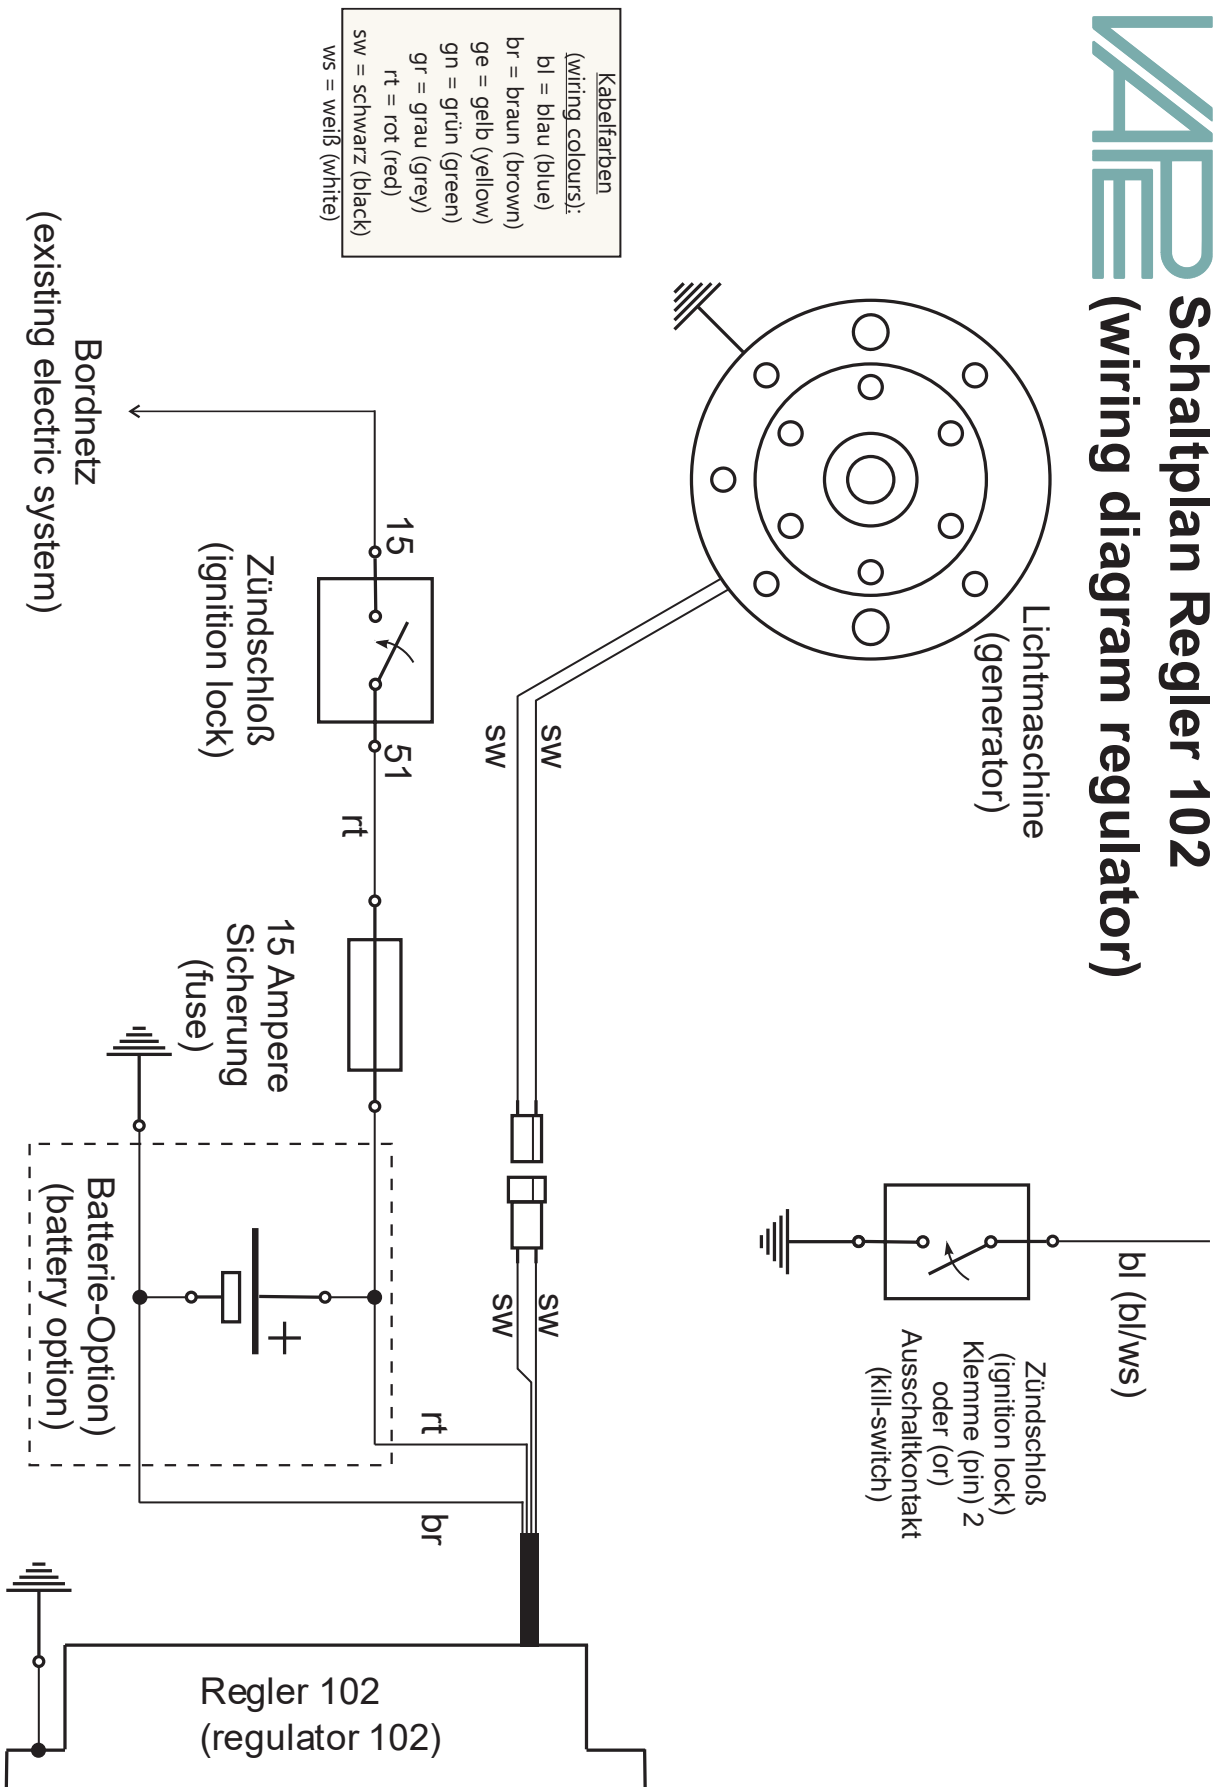 VAPE
Schaltplan Regler 102
(wiring diagram regulator)
Kabelfarben
(wiring colours):
bl = blau (blue)
br = braun (brown)
ge = gelb (yellow)
gn = grün (green)
gr = grau (grey)
rt = rot (red)
sw = schwarz (black)
ws = weiß (white)
Lichtmaschine
(generator)
bl (bl/ws)
Zündschloß
(ignition lock)
Klemme (pin) 2
oder (or)
Ausschaltkontakt
(kill-switch)
sw
sw
sw
sw
15
51
Zündschloß
(ignition lock)
rt
15 Ampere
Sicherung
(fuse)
Bordnetz
(existing electric system)
+
Batterie-Option)
(battery option)
rt
br
Regler 102
(regulator 102)